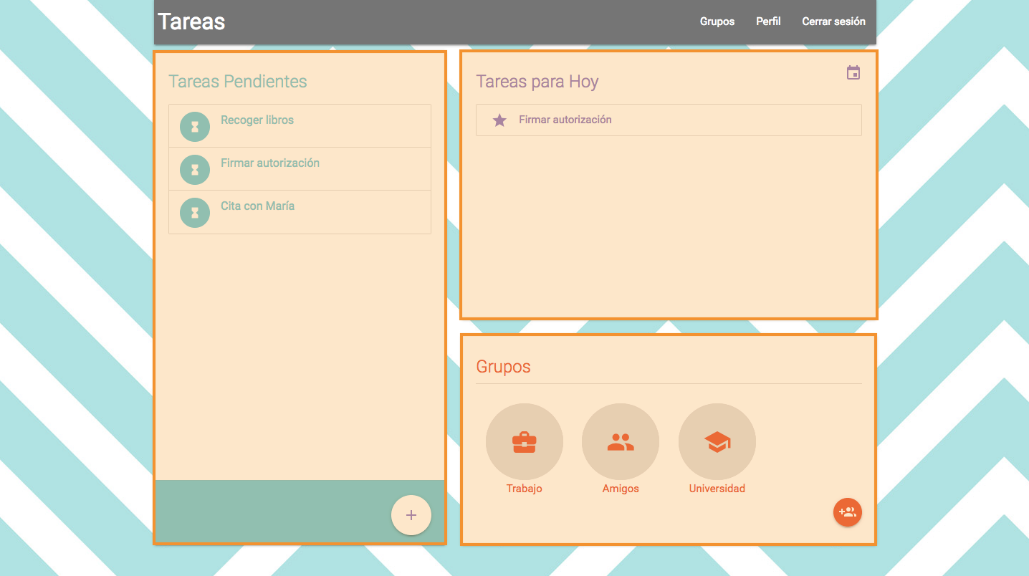 Tareas
Grupos Perfil Cerrar sesión
Tareas Pendientes
Recoger libros
Firmar autorización
Cita con María
Tareas para Hoy
Firmar autorización
Grupos
Trabajo Amigos Universidad